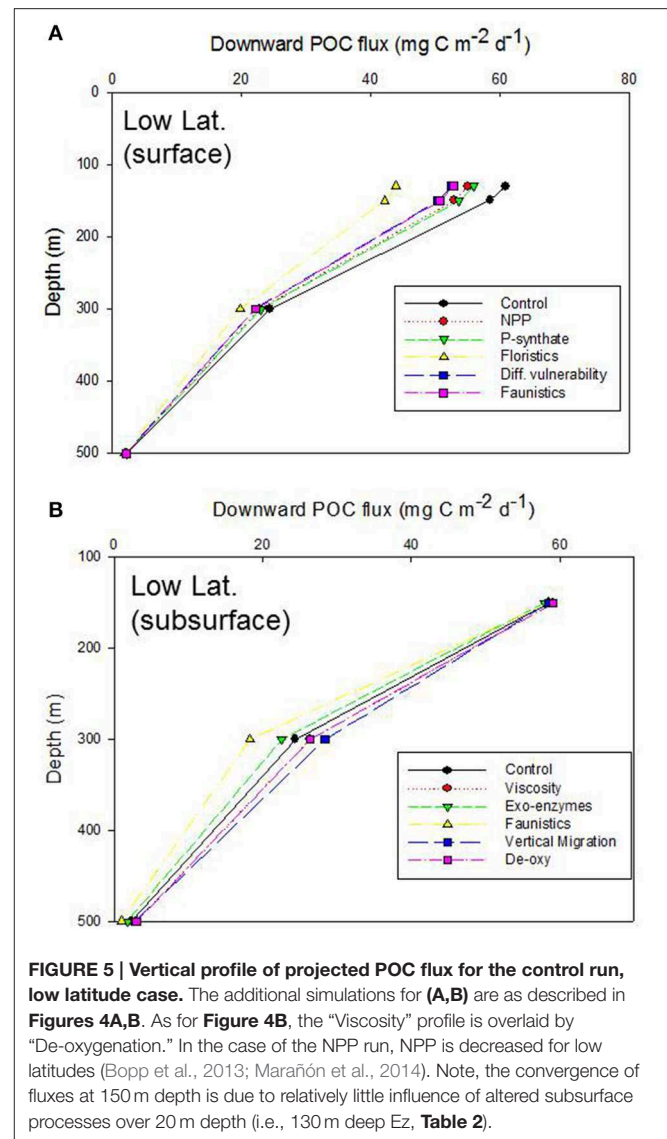 A
Downward POC flux (mg C m-2 d-1)
0 20 40 60 80
0
100
200
300
400
500
Depth (m)
Low Lat.
(surface)
Control
NPP
P-synthate
Floristics
Diff. vulnerability
Faunistics
B
Downward POC flux (mg C m-2 d-1)
0 20 40 60
100
200
300
400
500
Depth (m)
Low Lat.
(subsurface)
Control
Viscosity
Exo-enzymes
Faunistics
Vertical Migration
De-oxy
FIGURE 5 | Vertical profile of projected POC flux for the control run,
low latitude case. The additional simulations for (A,B) are as described in
Figures 4A,B. As for Figure 4B, the “Viscosity” profile is overlaid by
“De-oxygenation.” In the case of the NPP run, NPP is decreased for low
latitudes (Bopp et al., 2013; Marañón et al., 2014). Note, the convergence of
fluxes at 150 m depth is due to relatively little influence of altered subsurface
processes over 20 m depth (i.e., 130 m deep Ez, Table 2).